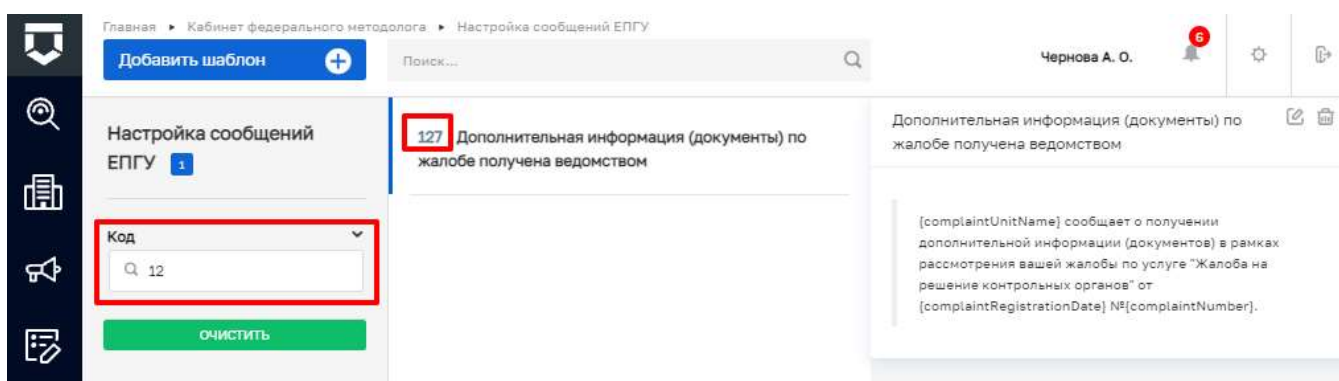 Главная ▸ Кабинет федерального методолога ▸ Настройка сообщений ЕПГУ
Добавить шаблон
Поиск...
Чернова А. О.
6
Настройка сообщений
ЕПГУ 1
Код
12
ОЧИСТИТЬ
127 Дополнительная информация (документы) по
жалобе получена ведомством
Дополнительная информация (документы) по
жалобе получена ведомством
{complaintUnitName} сообщает о получении
дополнительной информации (документов) в рамках
рассмотрения вашей жалобы по услуге "Жалоба на
решение контрольных органов" от
{complaintRegistrationDate} №{complaintNumber}.